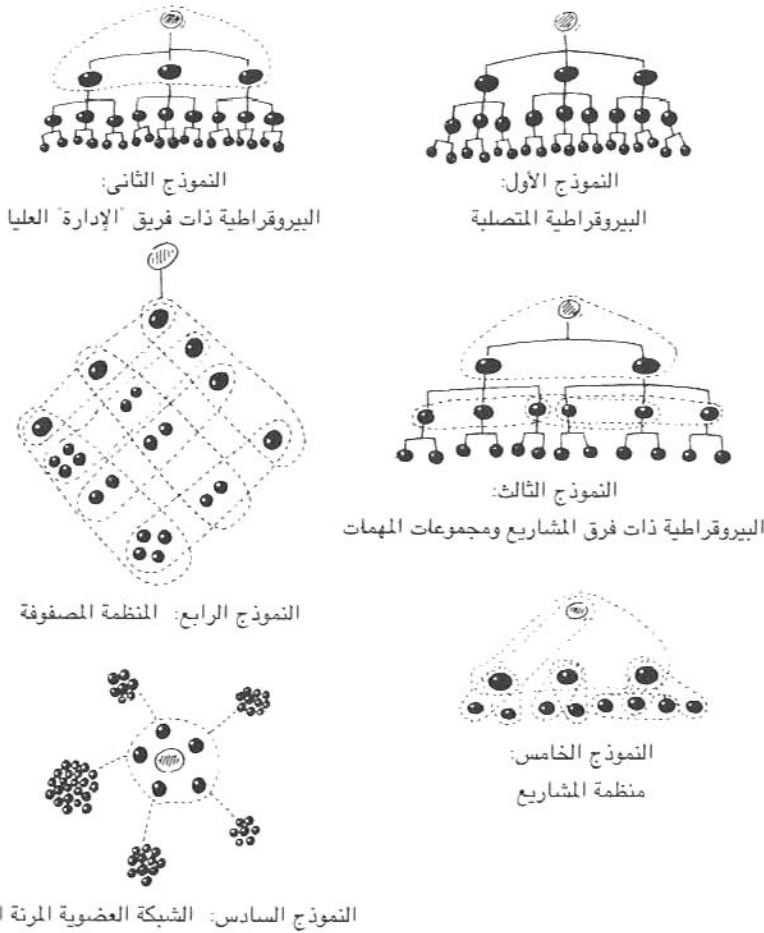 النموذج الأول:
البيروقراطية المتصلبة
النموذج الثانى:
البيروقراطية ذات فريق "الإدارة" العليا
النموذج الثالث:
البيروقراطية ذات فرق المشاريع ومجموعات المهمات
النموذج الرابع: المنظمة المصفوفة
النموذج الخامس:
منظمة المشاريع
النموذج السادس: الشبكة العضوية المرنة